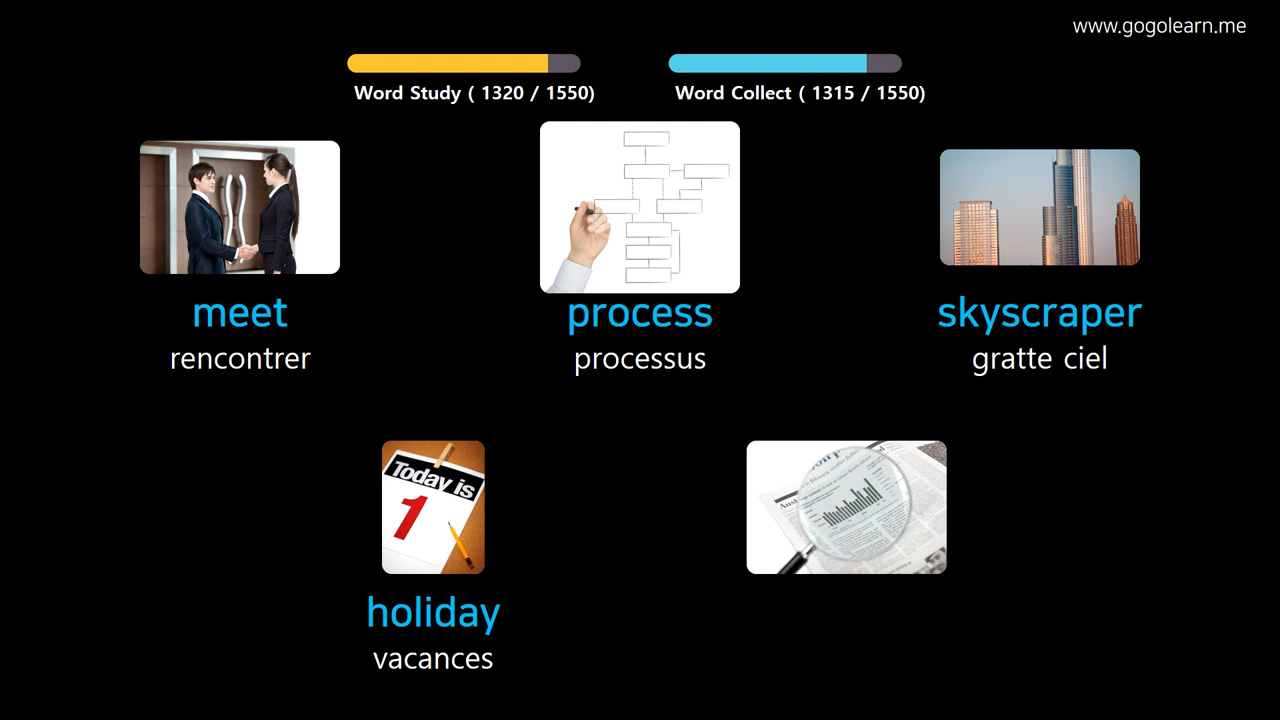 www.gogolearn.me
Word Study ( 1320 / 1550)
Word Collect ( 1315 / 1550)
meet
rencontrer
process
processus
skyscraper
gratte ciel
Today is
1
holiday
vacances